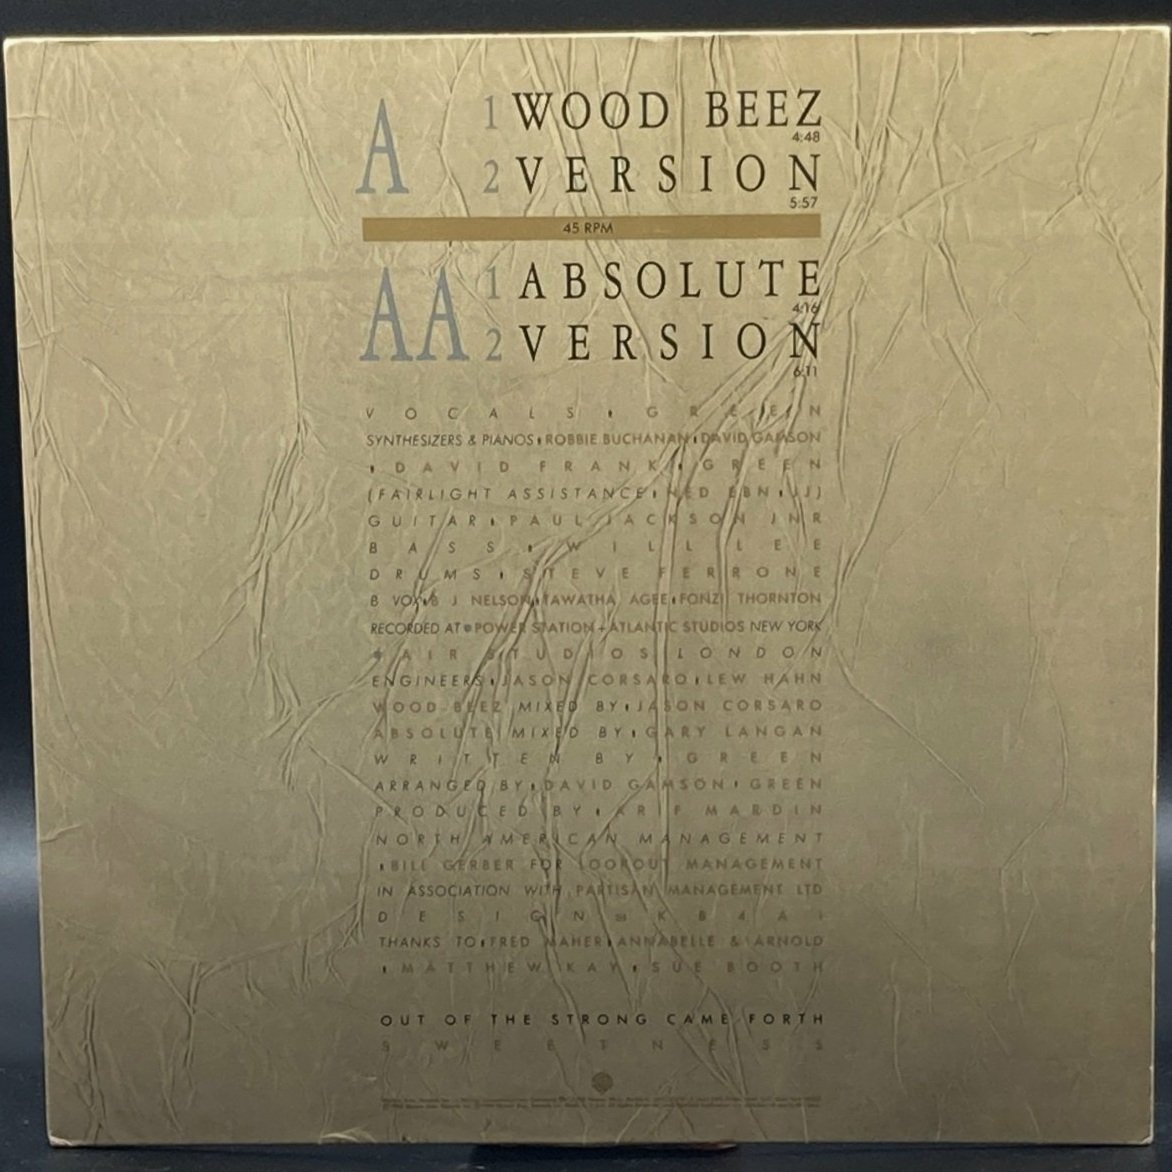 A 1 WOOD BEEZ
4:48
2 VERSION
5:57
45 RPM
AA 1 ABSOLUTE
4:16
2 VERSION
6:11
VOCALS • GREEN
SYNTHESIZERS & PIANOS • ROBBIE BUCHANAN • DAVID GAMSON
• DAVID FRANK • GREEN
(FAIRLIGHT ASSISTANCE • NED EBN • JJ)
GUITAR • PAUL JACKSON JNR
BASS • WILL LEE
DRUMS • STEVE FERRONE
B VOX • B J NELSON • TAWATHA AGEE • FONZI THORNTON
RECORDED AT • POWER STATION + ATLANTIC STUDIOS NEW YORK
• AIR STUDIOS LONDON
ENGINEERS • JASON CORSARO • LEW HAHN
WOOD BEEZ MIXED BY • JASON CORSARO
ABSOLUTE MIXED BY • GARY LANGAN
WRITTEN BY • GREEN
ARRANGED BY • DAVID GAMSON • GREEN
PRODUCED BY • ARIF MARDIN
NORTH AMERICAN MANAGEMENT
• BILL GERBER FOR LOOKOUT MANAGEMENT
IN ASSOCIATION WITH PARTISAN MANAGEMENT LTD
DESIGN
THANKS TO • FRED MAHER • ANNABELLE & ARNOLD
• MATTHEW KAY • SUE BOOTH
OUT OF THE STRONG CAME FORTH
SWEETNESS